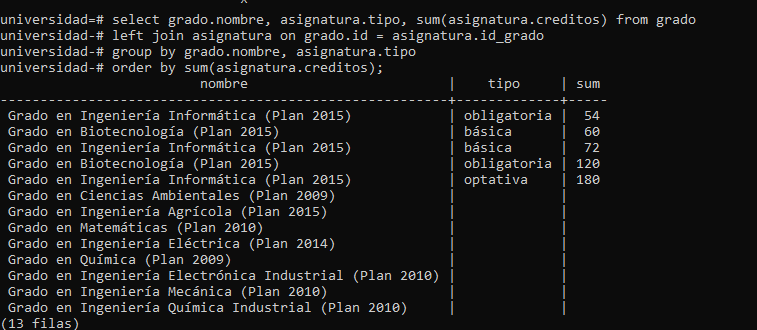 universidad=# select grado.nombre, asignatura.tipo, sum(asignatura.creditos) from grado
universidad-# left join asignatura on grado.id = asignatura.id_grado
universidad-# group by grado.nombre, asignatura.tipo
universidad-# order by sum(asignatura.creditos);
nombre | tipo | sum
------------------------------------------------+-------------+-----
Grado en Ingeniería Informática (Plan 2015) | obligatoria | 54
Grado en Biotecnología (Plan 2015) | básica | 60
Grado en Ingeniería Informática (Plan 2015) | básica | 72
Grado en Biotecnología (Plan 2015) | obligatoria | 120
Grado en Ingeniería Informática (Plan 2015) | optativa | 180
Grado en Ciencias Ambientales (Plan 2009) | |
Grado en Ingeniería Agrícola (Plan 2015) | |
Grado en Matemáticas (Plan 2010) | |
Grado en Ingeniería Eléctrica (Plan 2014) | |
Grado en Química (Plan 2009) | |
Grado en Ingeniería Electrónica Industrial (Plan 2010) | |
Grado en Ingeniería Mecánica (Plan 2010) | |
Grado en Ingeniería Química Industrial (Plan 2010) | |
(13 filas)